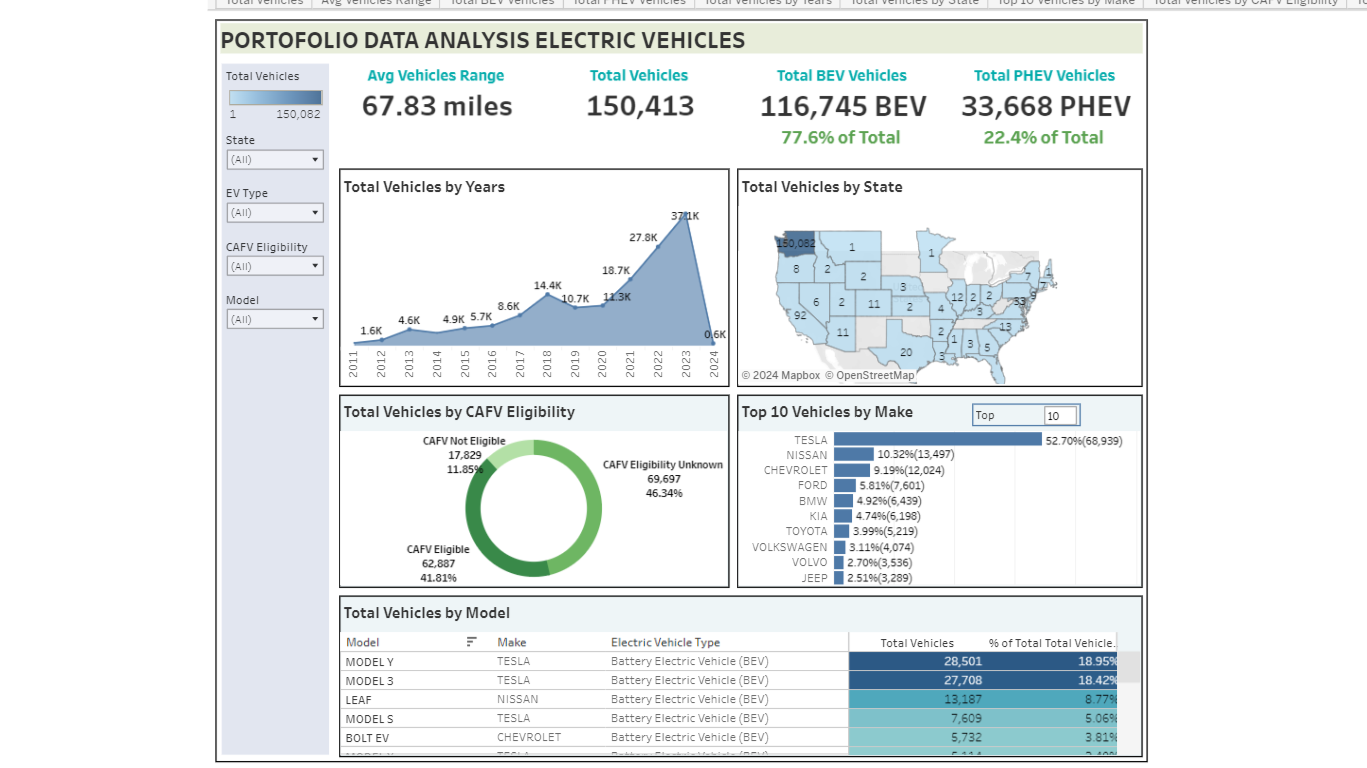 Total Vehicles Avg Vehicles Range Total BEV Vehicles Total PHEV Vehicles Total Vehicles by Years Total Vehicles by State Top 10 Vehicles by Make Total Vehicles by CAFV Eligibility
PORTOFOLIO DATA ANALYSIS ELECTRIC VEHICLES
Total Vehicles
1 150,082
State
(All)
EV Type
(All)
CAFV Eligibility
(All)
Model
(All)
Avg Vehicles Range
67.83 miles
Total Vehicles
150,413
Total BEV Vehicles
116,745 BEV
77.6% of Total
Total PHEV Vehicles
33,668 PHEV
22.4% of Total
Total Vehicles by Years
37.1K
27.8K
18.7K
14.4K
10.7K 11.3K
8.6K
4.6K 4.9K 5.7K
1.6K
0.6K
2011 2012 2013 2014 2015 2016 2017 2018 2019 2020 2021 2022 2023 2024
Total Vehicles by State
150,082 1 1
8 2 2 7 1
3 7
6 2 11 2 4 12 2 2 9
92 3 33
11 2 13
20 3 1 3 5
© 2024 Mapbox © OpenStreetMap
Total Vehicles by CAFV Eligibility
CAFV Not Eligible
17,829
11.85%
CAFV Eligibility Unknown
69,697
46.34%
CAFV Eligible
62,887
41.81%
Top 10 Vehicles by Make
Top 10
TESLA 52.70%(68,939)
NISSAN 10.32%(13,497)
CHEVROLET 9.19%(12,024)
FORD 5.81%(7,601)
BMW 4.92%(6,439)
KIA 4.74%(6,198)
TOYOTA 3.99%(5,219)
VOLKSWAGEN 3.11%(4,074)
VOLVO 2.70%(3,536)
JEEP 2.51%(3,289)
Total Vehicles by Model
Model Make Electric Vehicle Type Total Vehicles % of Total Total Vehicle..
MODEL Y TESLA Battery Electric Vehicle (BEV) 28,501 18.95%
MODEL 3 TESLA Battery Electric Vehicle (BEV) 27,708 18.42%
LEAF NISSAN Battery Electric Vehicle (BEV) 13,187 8.77%
MODEL S TESLA Battery Electric Vehicle (BEV) 7,609 5.06%
BOLT EV CHEVROLET Battery Electric Vehicle (BEV) 5,732 3.81%